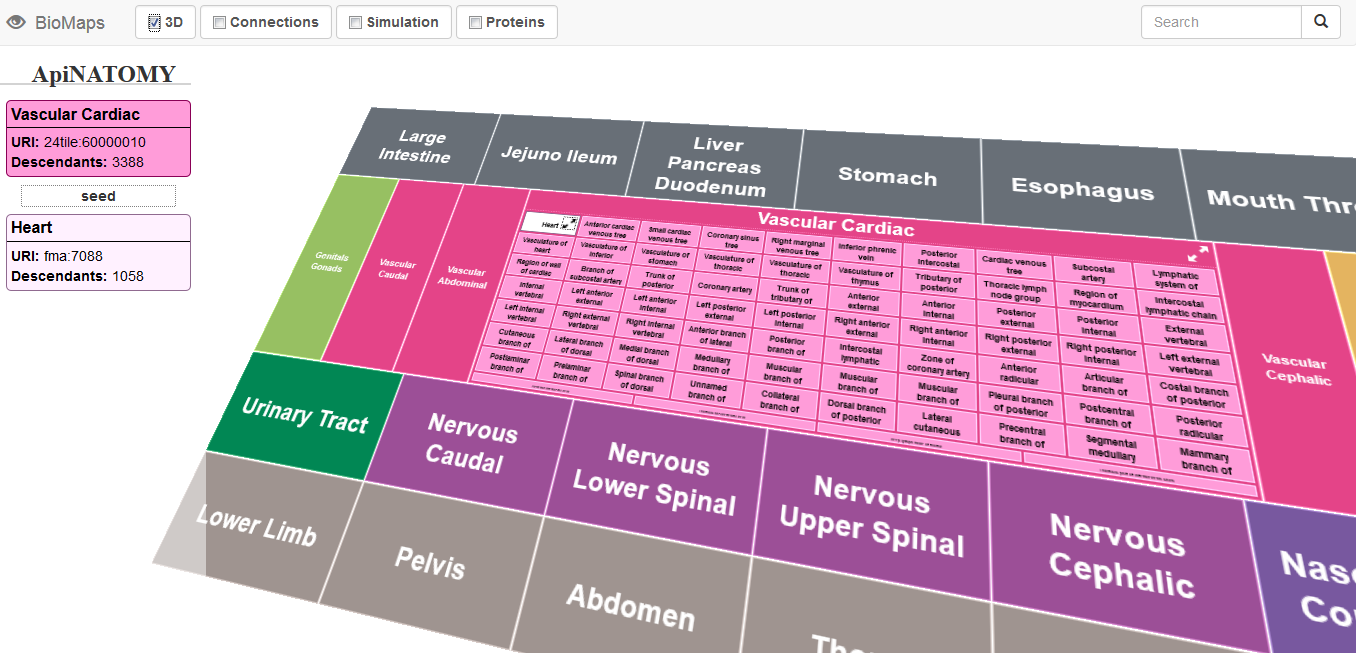 BioMaps
3D
Connections
Simulation
Proteins
Search
ApiNATOMY
Vascular Cardiac
URI: 24tile:60000010
Descendants: 3388
seed
Heart
URI: fma:7088
Descendants: 1058
Large
Intestine
Jejuno Ileum
Liver
Pancreas
Duodenum
Stomach
Esophagus
Mouth Thr
Genitals
Gonads
Vascular
Caudal
Vascular
Abdominal
Vascular Cardiac
Heart
Anterior cardiac
venous tree
Small cardiac
venous tree
Coronary sinus
tree
Right marginal
venous tree
Inferior phrenic
vein
Posterior
intercostal
Cardiac venous
tree
Subcostal
artery
Lymphatic
system of
Vasculature of
heart
Vasculature of
inferior
Vasculature of
stomach
Vasculature of
thoracic
Vasculature of
thoracic
Vasculature of
thymus
Tributary of
posterior
Thoracic lymph
node group
Region of
myocardium
Intercostal
lymphatic chain
Region of wall
of cardiac
Branch of
subcostal artery
Trunk of
posterior
Coronary artery
Trunk of
tributary of
Anterior
external
Anterior
internal
Posterior
external
Posterior
internal
External
vertebral
Internal
vertebral
Left anterior
external
Left anterior
internal
Left posterior
external
Left posterior
internal
Right anterior
external
Right anterior
internal
Right posterior
external
Right posterior
internal
Left external
vertebral
Left internal
vertebral
Right external
vertebral
Right internal
vertebral
Anterior branch
of lateral
Posterior
branch of
Intercostal
lymphatic
Zone of
coronary artery
Anterior
radicular
Articular
branch of
Costal branch
of posterior
Cutaneous
branch of
Lateral branch
of dorsal
Medial branch
of dorsal
Medullary
branch of
Muscular
branch of
Muscular
branch of
Muscular
branch of
Pleural branch
of posterior
Postcentral
branch of
Posterior
radicular
Postlaminar
branch of
Prelaminar
branch of
Spinal branch
of dorsal
Unnamed
branch of
Collateral
branch of
Dorsal branch
of posterior
Lateral
cutaneous
Precentral
branch of
Segmental
medullary
Mammary
branch of
Vascular
Cephalic
Urinary Tract
Nervous
Caudal
Nervous
Lower Spinal
Nervous
Upper Spinal
Nervous
Cephalic
Nas
Co
Lower Limb
Pelvis
Abdomen
Tho